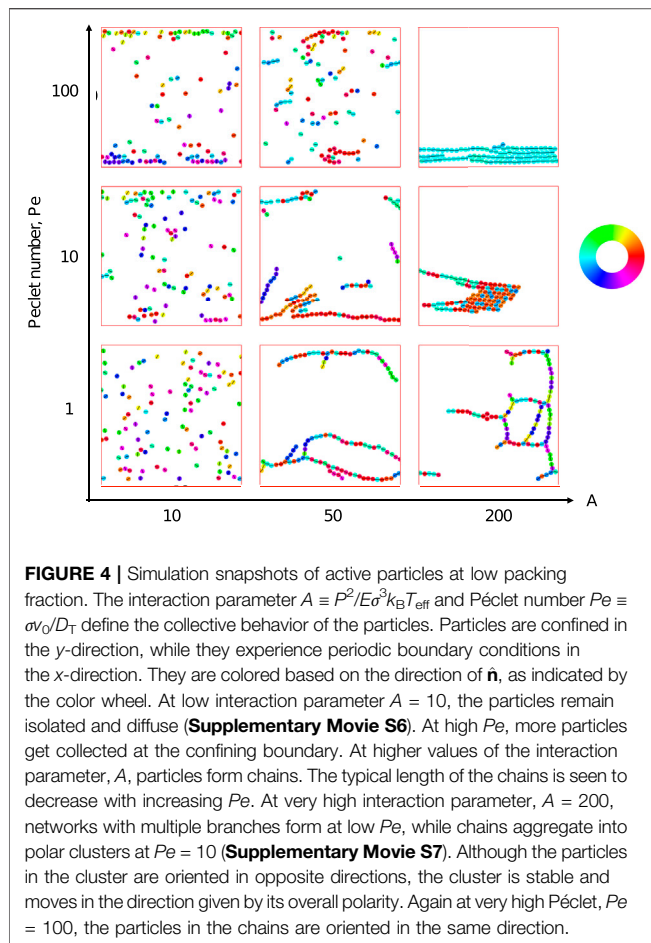 100
)
Peclet number, Pe
10
1
10
50
200
A
FIGURE 4 | Simulation snapshots of active particles at low packing
fraction. The interaction parameter A ≡ P²/Eσ³k_BT_eff and Péclet number Pe ≡
σv₀/D_T define the collective behavior of the particles. Particles are confined in
the y-direction, while they experience periodic boundary conditions in
the x-direction. They are colored based on the direction of n̂, as indicated by
the color wheel. At low interaction parameter A = 10, the particles remain
isolated and diffuse (Supplementary Movie S6). At high Pe, more particles
get collected at the confining boundary. At higher values of the interaction
parameter, A, particles form chains. The typical length of the chains is seen to
decrease with increasing Pe. At very high interaction parameter, A = 200,
networks with multiple branches form at low Pe, while chains aggregate into
polar clusters at Pe = 10 (Supplementary Movie S7). Although the particles
in the cluster are oriented in opposite directions, the cluster is stable and
moves in the direction given by its overall polarity. Again at very high Péclet, Pe
= 100, the particles in the chains are oriented in the same direction.